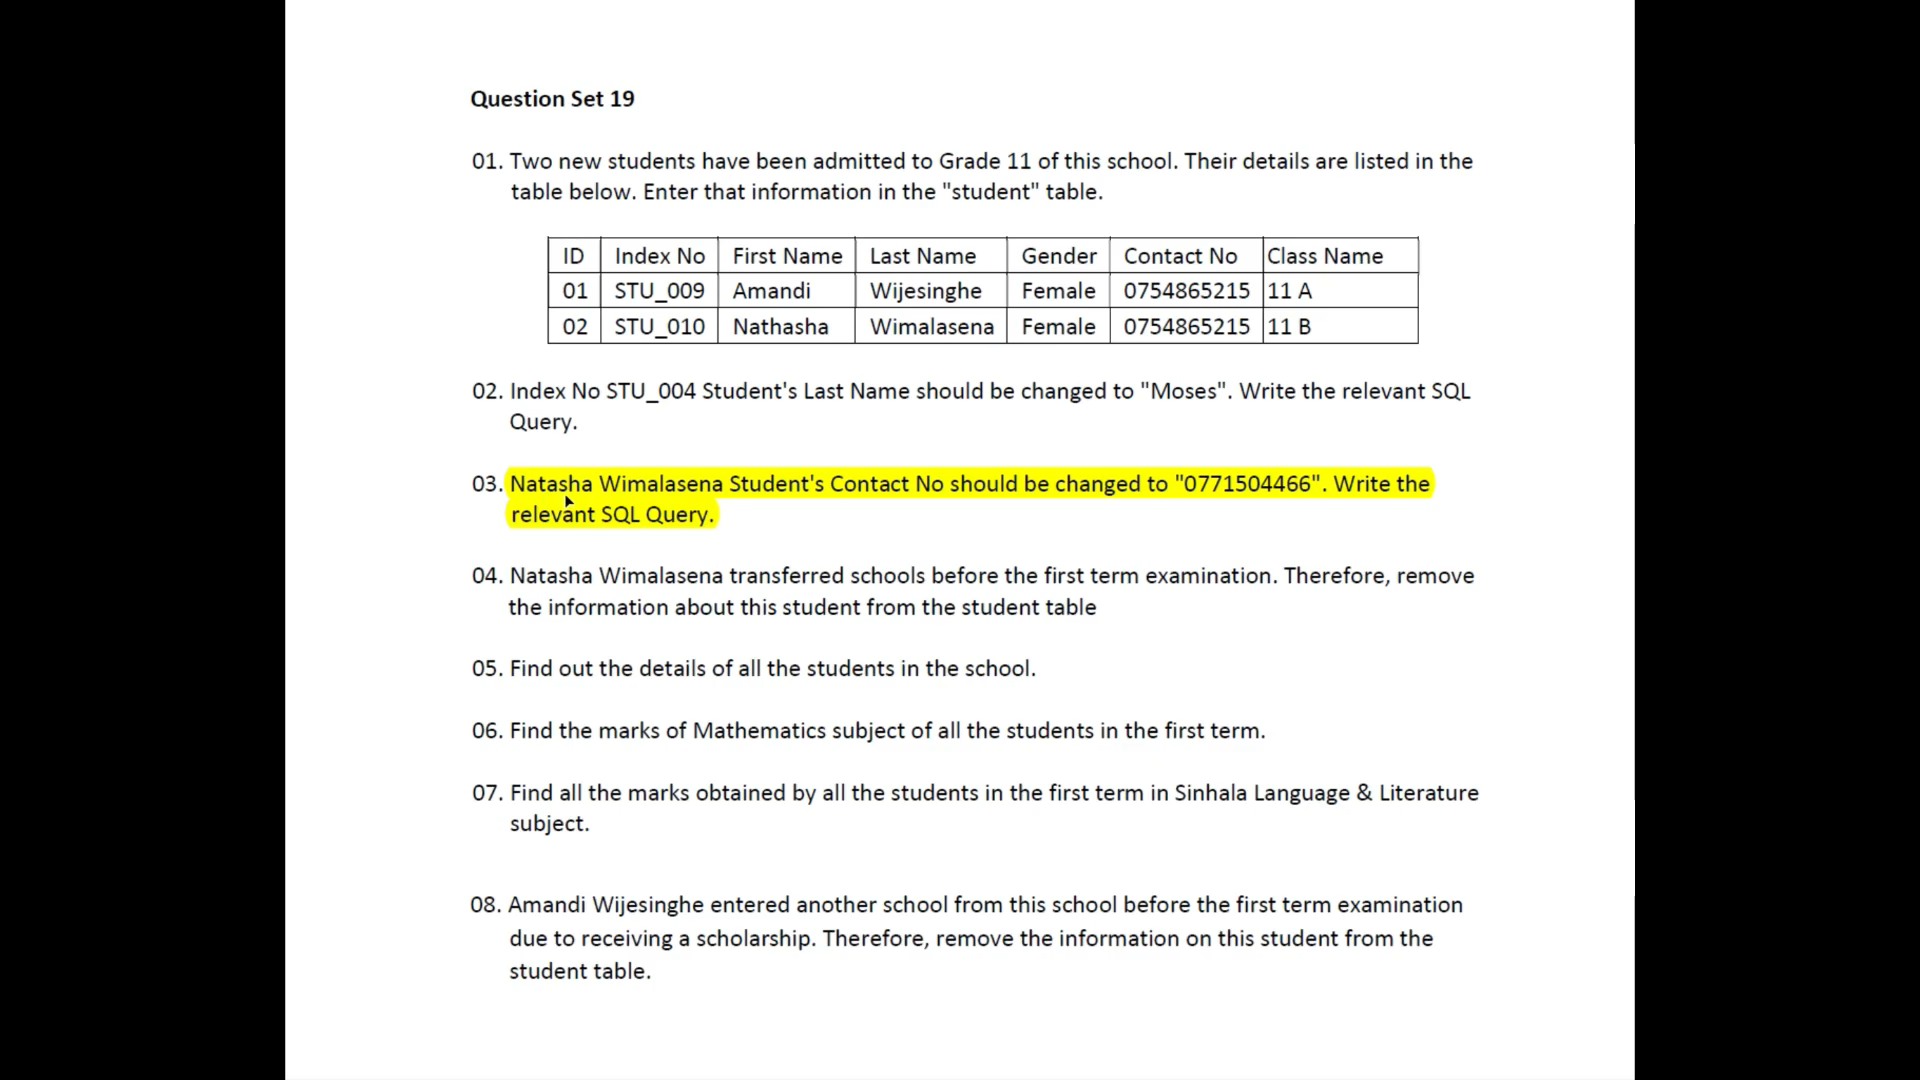 Question Set 19
01. Two new students have been admitted to Grade 11 of this school. Their details are listed in the
table below. Enter that information in the "student" table.
ID Index No First Name Last Name Gender Contact No Class Name
01 STU_009 Amandi Wijesinghe Female 0754865215 11 A
02 STU_010 Nathasha Wimalasena Female 0754865215 11 B
02. Index No STU_004 Student's Last Name should be changed to "Moses". Write the relevant SQL
Query.
03. Natasha Wimalasena Student's Contact No should be changed to "0771504466". Write the
relevant SQL Query.
04. Natasha Wimalasena transferred schools before the first term examination. Therefore, remove
the information about this student from the student table
05. Find out the details of all the students in the school.
06. Find the marks of Mathematics subject of all the students in the first term.
07. Find all the marks obtained by all the students in the first term in Sinhala Language & Literature
subject.
08. Amandi Wijesinghe entered another school from this school before the first term examination
due to receiving a scholarship. Therefore, remove the information on this student from the
student table.